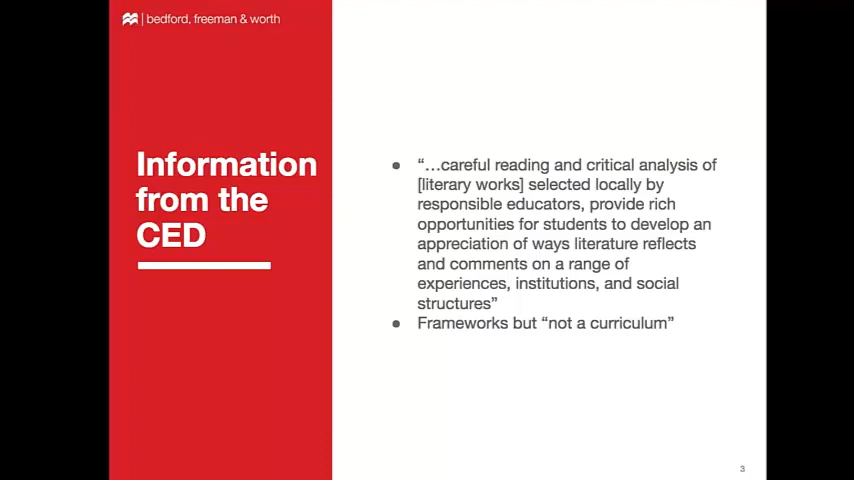 bedford, freeman & worth
Information
from the
CED
● “…careful reading and critical analysis of
[literary works] selected locally by
responsible educators, provide rich
opportunities for students to develop an
appreciation of ways literature reflects
and comments on a range of
experiences, institutions, and social
structures”
● Frameworks but “not a curriculum”
3